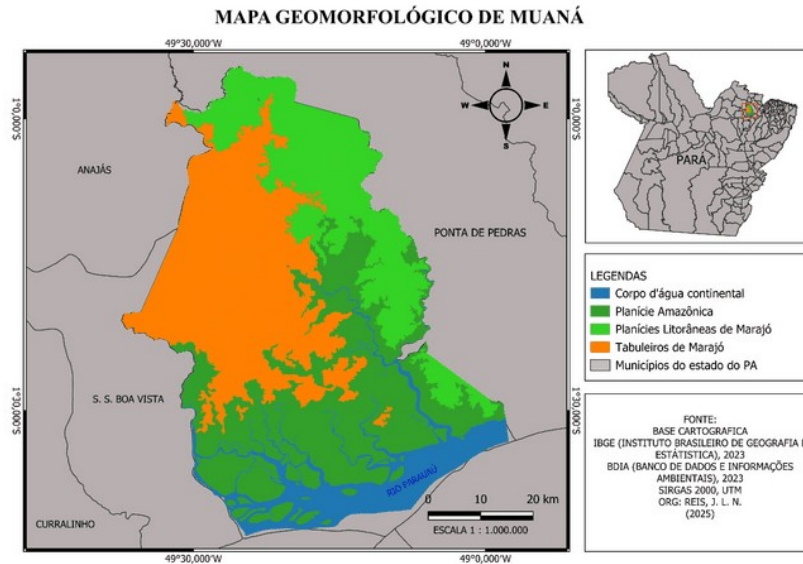 MAPA GEOMORFOLÓGICO DE MUANÁ
49°30,000'W
49°0,000'W
1°0,000'S
1°0,000'S
N
W
E
S
ANAJÁS
PONTA DE PEDRAS
PARÁ
LEGENDAS
Corpo d'água continental
Planície Amazônica
Planícies Litorâneas de Marajó
Tabuleiros de Marajó
Municípios do estado do PA
S. S. BOA VISTA
1°30,000'S
1°30,000'S
RIO PARAUAÚ
CURRALINHO
0
10
20 km
ESCALA 1 : 1.000.000
49°30,000'W
49°0,000'W
FONTE:
BASE CARTOGRAFICA
IBGE (INSTITUTO BRASILEIRO DE GEOGRAFIA
ESTÁTISTICA), 2023
BDIA (BANCO DE DADOS E INFORMAÇÕES
AMBIENTAIS), 2023
SIRGAS 2000, UTM
ORG: REIS, J. L. N.
(2025)